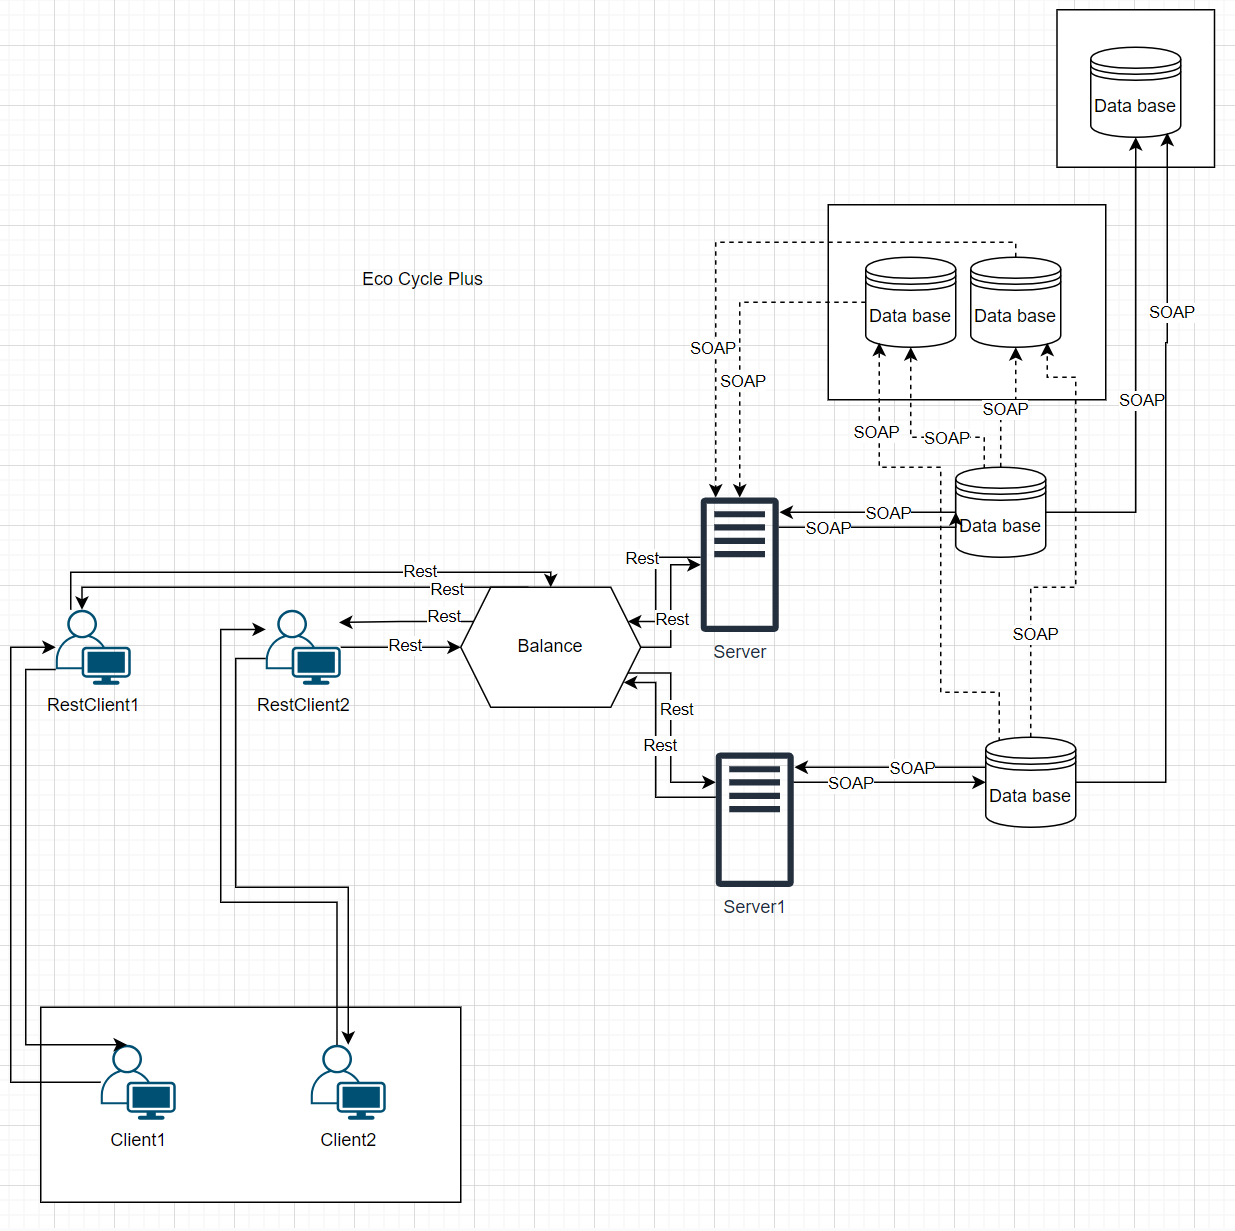 Data base
Eco Cycle Plus
Data base
Data base
SOAP
SOAP
SOAP
SOAP
SOAP
SOAP
SOAP
SOAP
SOAP
Data base
SOAP
Rest
Rest
Rest
Rest
Rest
Rest
Balance
SOAP
Server
RestClient1
RestClient2
Rest
Rest
SOAP
SOAP
Data base
Server1
Client1
Client2